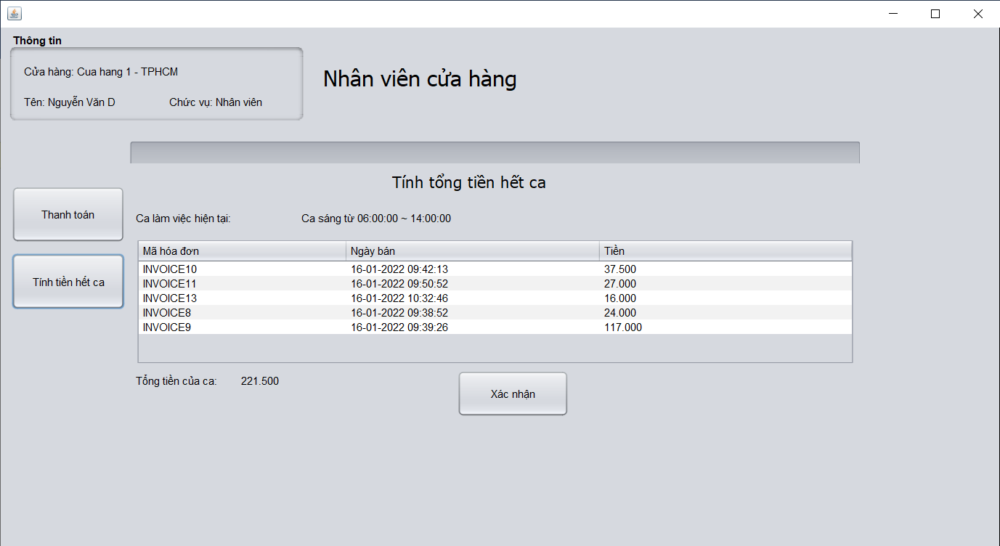 Thông tin
Cửa hàng: Cua hang 1 - TPHCM
Nhân viên cửa hàng
Tên: Nguyễn Văn D Chức vụ: Nhân viên
Tính tổng tiền hết ca
Thanh toán
Ca làm việc hiện tại: Ca sáng từ 06:00:00 ~ 14:00:00
Tính tiền hết ca
Mã hóa đơn Ngày bán Tiền
INVOICE10 16-01-2022 09:42:13 37.500
INVOICE11 16-01-2022 09:50:52 27.000
INVOICE13 16-01-2022 10:32:46 16.000
INVOICE8 16-01-2022 09:38:52 24.000
INVOICE9 16-01-2022 09:39:26 117.000
Tổng tiền của ca: 221.500
Xác nhận